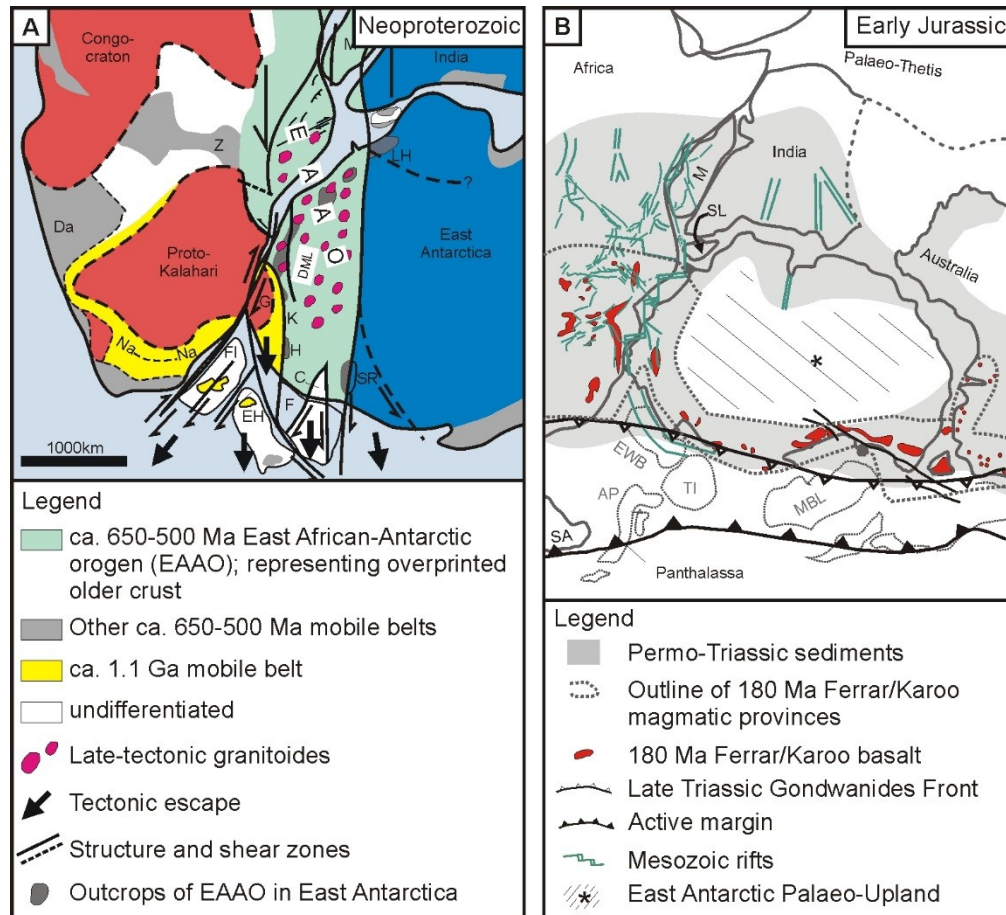 A
Neoproterozoic
Congo-
craton
M
India
E
Z
A
LH
?
A
Da
Proto-
Kalahari
DML
O
East
Antarctica
G
K
Na
Na
FI
H
C
SR
F
EH
1000km
Legend
ca. 650-500 Ma East African-Antarctic
orogen (EAAO); representing overprinted
older crust
Other ca. 650-500 Ma mobile belts
ca. 1.1 Ga mobile belt
undifferentiated
Late-tectonic granitoides
Tectonic escape
Structure and shear zones
Outcrops of EAAO in East Antarctica
B
Early Jurassic
Africa
Palaeo-Thetis
India
M
SL
Australia
*
EWB
TI
AP
MBL
SA
Panthalassa
Legend
Permo-Triassic sediments
Outline of 180 Ma Ferrar/Karoo
magmatic provinces
180 Ma Ferrar/Karoo basalt
Late Triassic Gondwanides Front
Active margin
Mesozoic rifts
* East Antarctic Palaeo-Upland